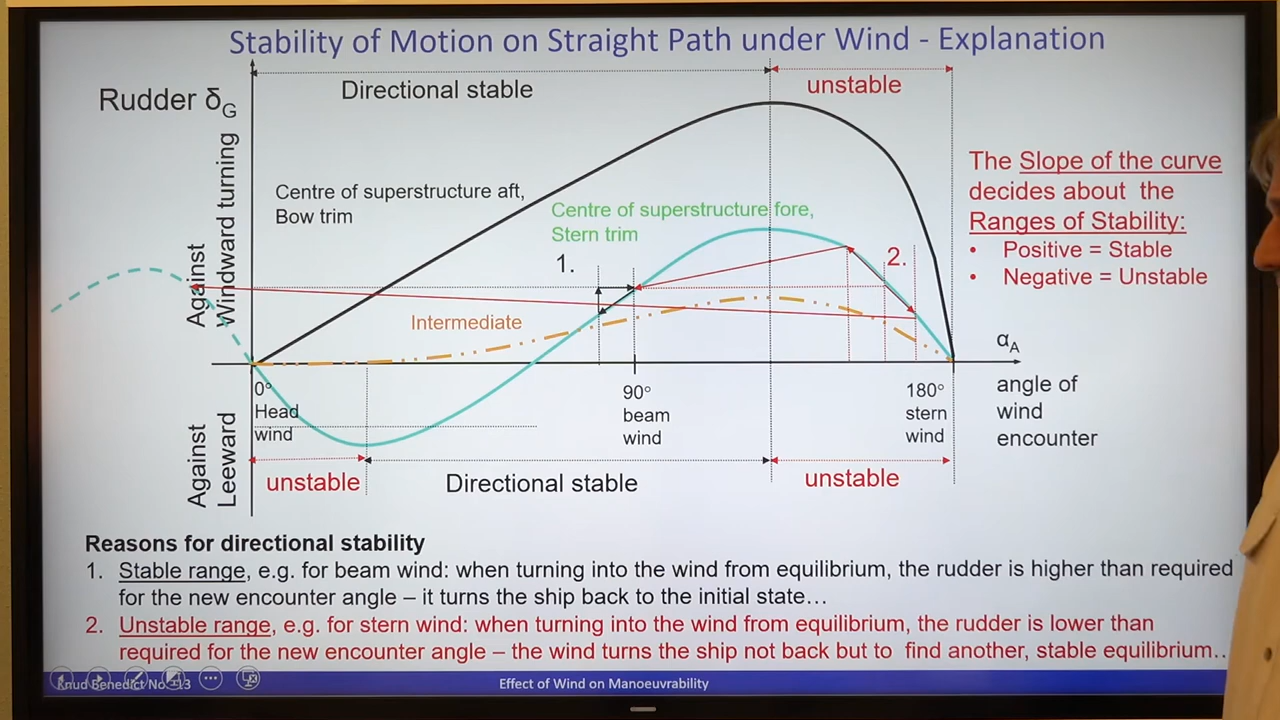 Stability of Motion on Straight Path under Wind - Explanation
Directional stable
unstable
Rudder δG
Against
Windward turning
Centre of superstructure aft,
Bow trim
Centre of superstructure fore,
Stern trim
1.
2.
Intermediate
The Slope of the curve
decides about the
Ranges of Stability:
• Positive = Stable
• Negative = Unstable
αA
angle of
wind
encounter
0°
Head
wind
90°
beam
wind
180°
stern
wind
Against
Leeward
unstable
Directional stable
unstable
Reasons for directional stability
1. Stable range, e.g. for beam wind: when turning into the wind from equilibrium, the rudder is higher than required
for the new encounter angle – it turns the ship back to the initial state…
2. Unstable range, e.g. for stern wind: when turning into the wind from equilibrium, the rudder is lower than
required for the new encounter angle – the wind turns the ship not back but to find another, stable equilibrium…
Knud Benedict No. 13
Effect of Wind on Manoeuvrability